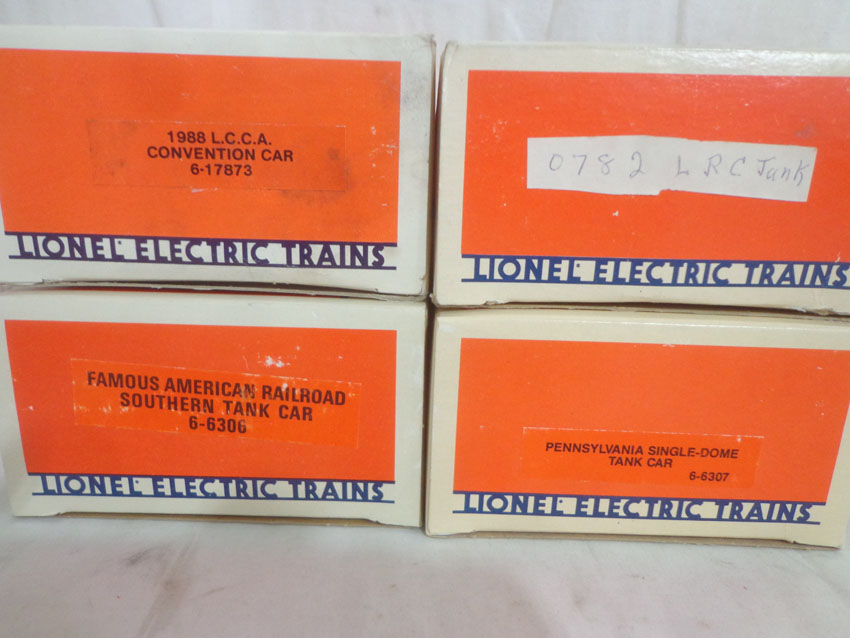 1988 L.C.C.A.
CONVENTION CAR
6-17873
LIONEL ELECTRIC TRAINS
0782 LRC Tank
LIONEL ELECTRIC TRAINS
FAMOUS AMERICAN RAILROAD
SOUTHERN TANK CAR
6-6306
LIONEL ELECTRIC TRAINS
PENNSYLVANIA SINGLE-DOME
TANK CAR
6-6307
LIONEL ELECTRIC TRAINS